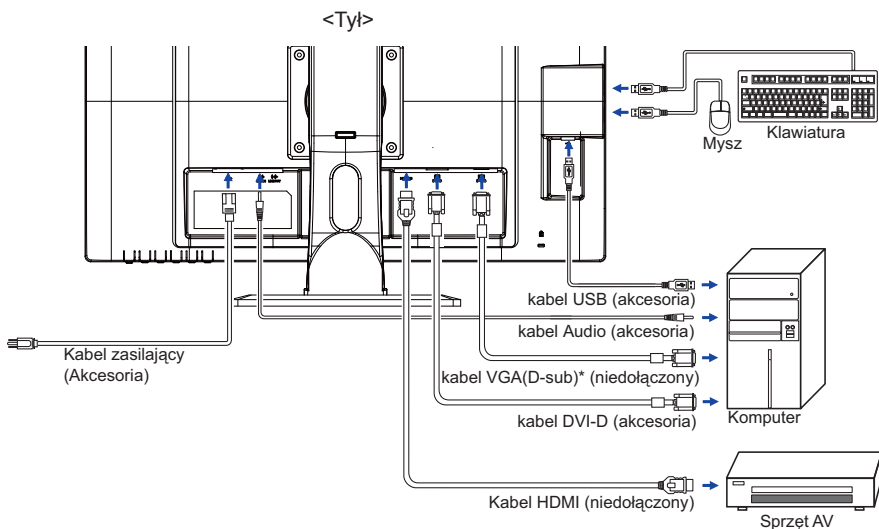 <Tył>
Mysz
Klawiatura
kabel USB (akcesoria)
kabel Audio (akcesoria)
Kabel zasilający
(Akcesoria)
kabel VGA(D-sub)* (niedołączony)
kabel DVI-D (akcesoria)
Komputer
Kabel HDMI (niedołączony)
Sprzęt AV